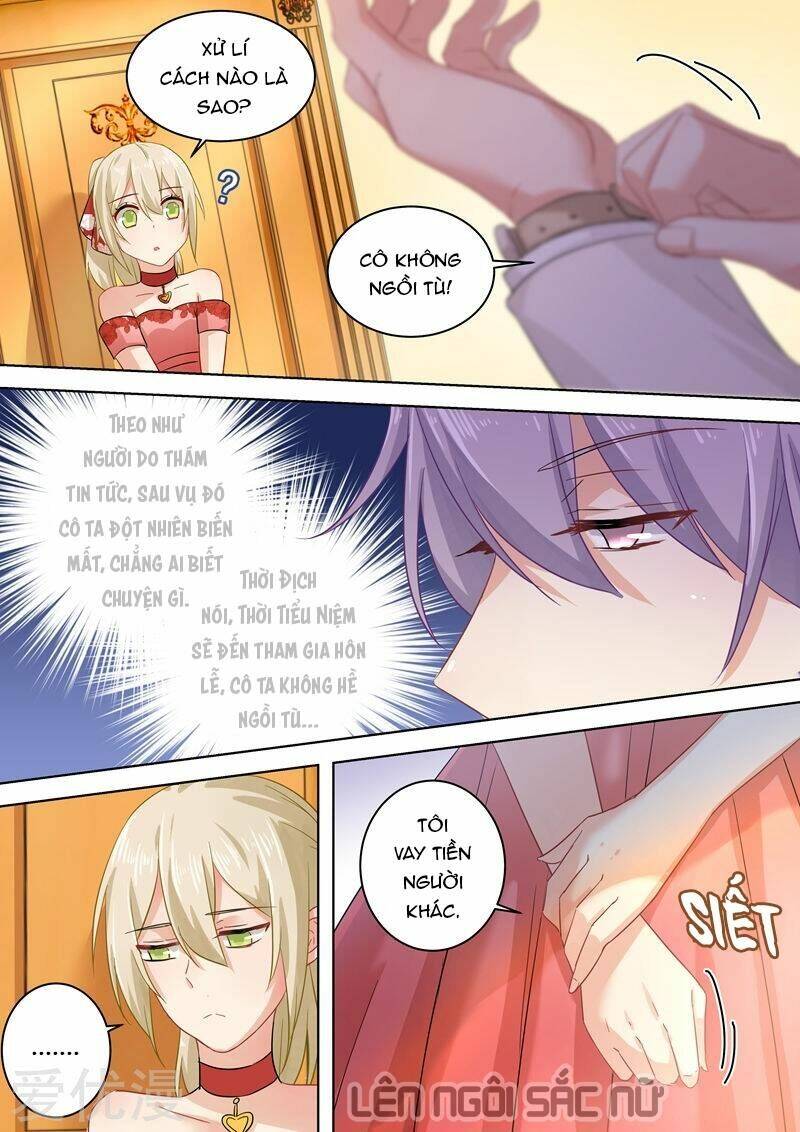 XỬ LÍ
CÁCH NÀO LÀ
SAO?
?
CÔ KHÔNG
NGỒI TÙ!
THEO NHƯ
NGƯỜI DO THÁM
TIN TỨC, SAU VỤ ĐÓ
CÔ TA ĐỘT NHIÊN BIẾN
MẤT, CHẲNG AI BIẾT
CHUYỆN GÌ.
THỜI ĐỊCH
NÓI, THỜI TIỂU NIỆM
SẼ ĐẾN THAM GIA HÔN
LỄ, CÔ TA KHÔNG HỀ
NGỒI TÙ...
TÔI
VAY TIỀN
NGƯỜI
KHÁC.
SIẾT
.......
爱优漫
LÊN NGÔI SẮC NỮ